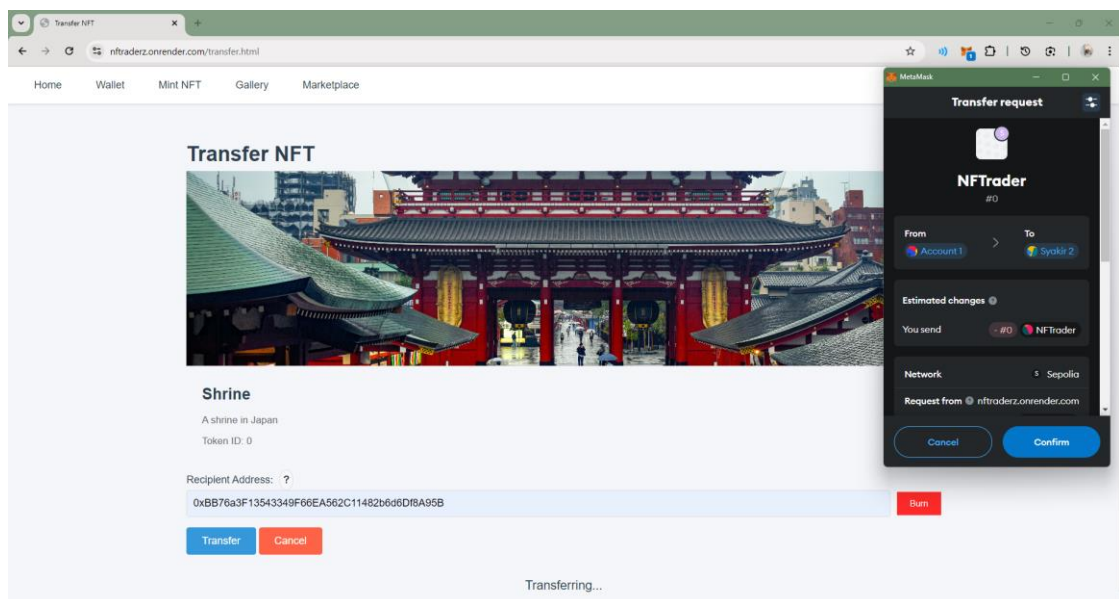 Transfer NFT
nftraderz.onrender.com/transfer.html
1
Home Wallet Mint NFT Gallery Marketplace
Transfer NFT
Shrine
A shrine in Japan
Token ID: 0
Recipient Address: ?
0xBB76a3F13543349F66EA562C11482b6d6Df8A95B
Burn
Transfer Cancel
Transferring...
MetaMask
Transfer request
NFTrader
#0
From To
Account 1 Syakir 2
Estimated changes
You send - #0 NFTrader
Network S Sepolia
Request from nftraderz.onrender.com
Cancel Confirm